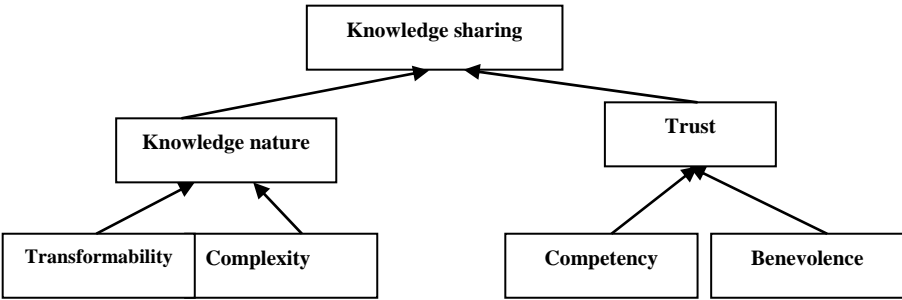 Knowledge sharing
Knowledge nature
Trust
Transformability
Complexity
Competency
Benevolence